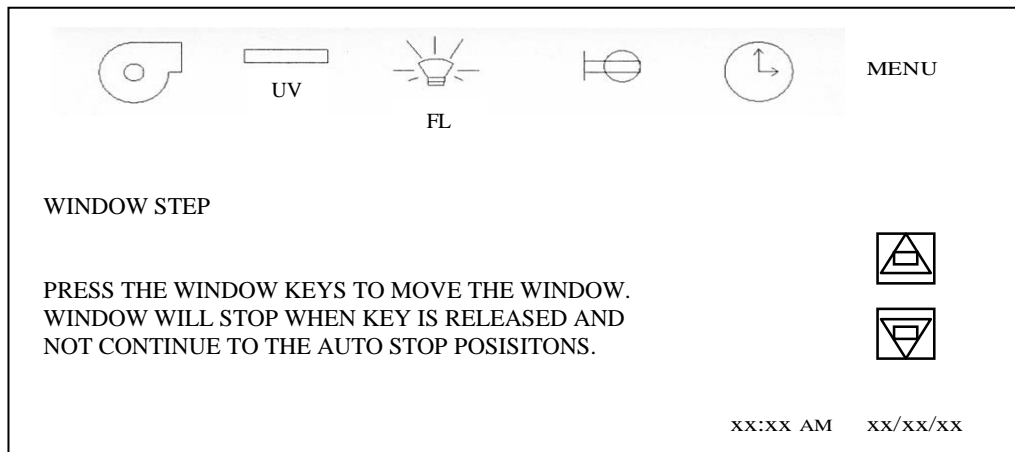 MENU
UV
FL
WINDOW STEP
PRESS THE WINDOW KEYS TO MOVE THE WINDOW.
WINDOW WILL STOP WHEN KEY IS RELEASED AND
NOT CONTINUE TO THE AUTO STOP POSISITONS.
xx:xx AM xx/xx/xx